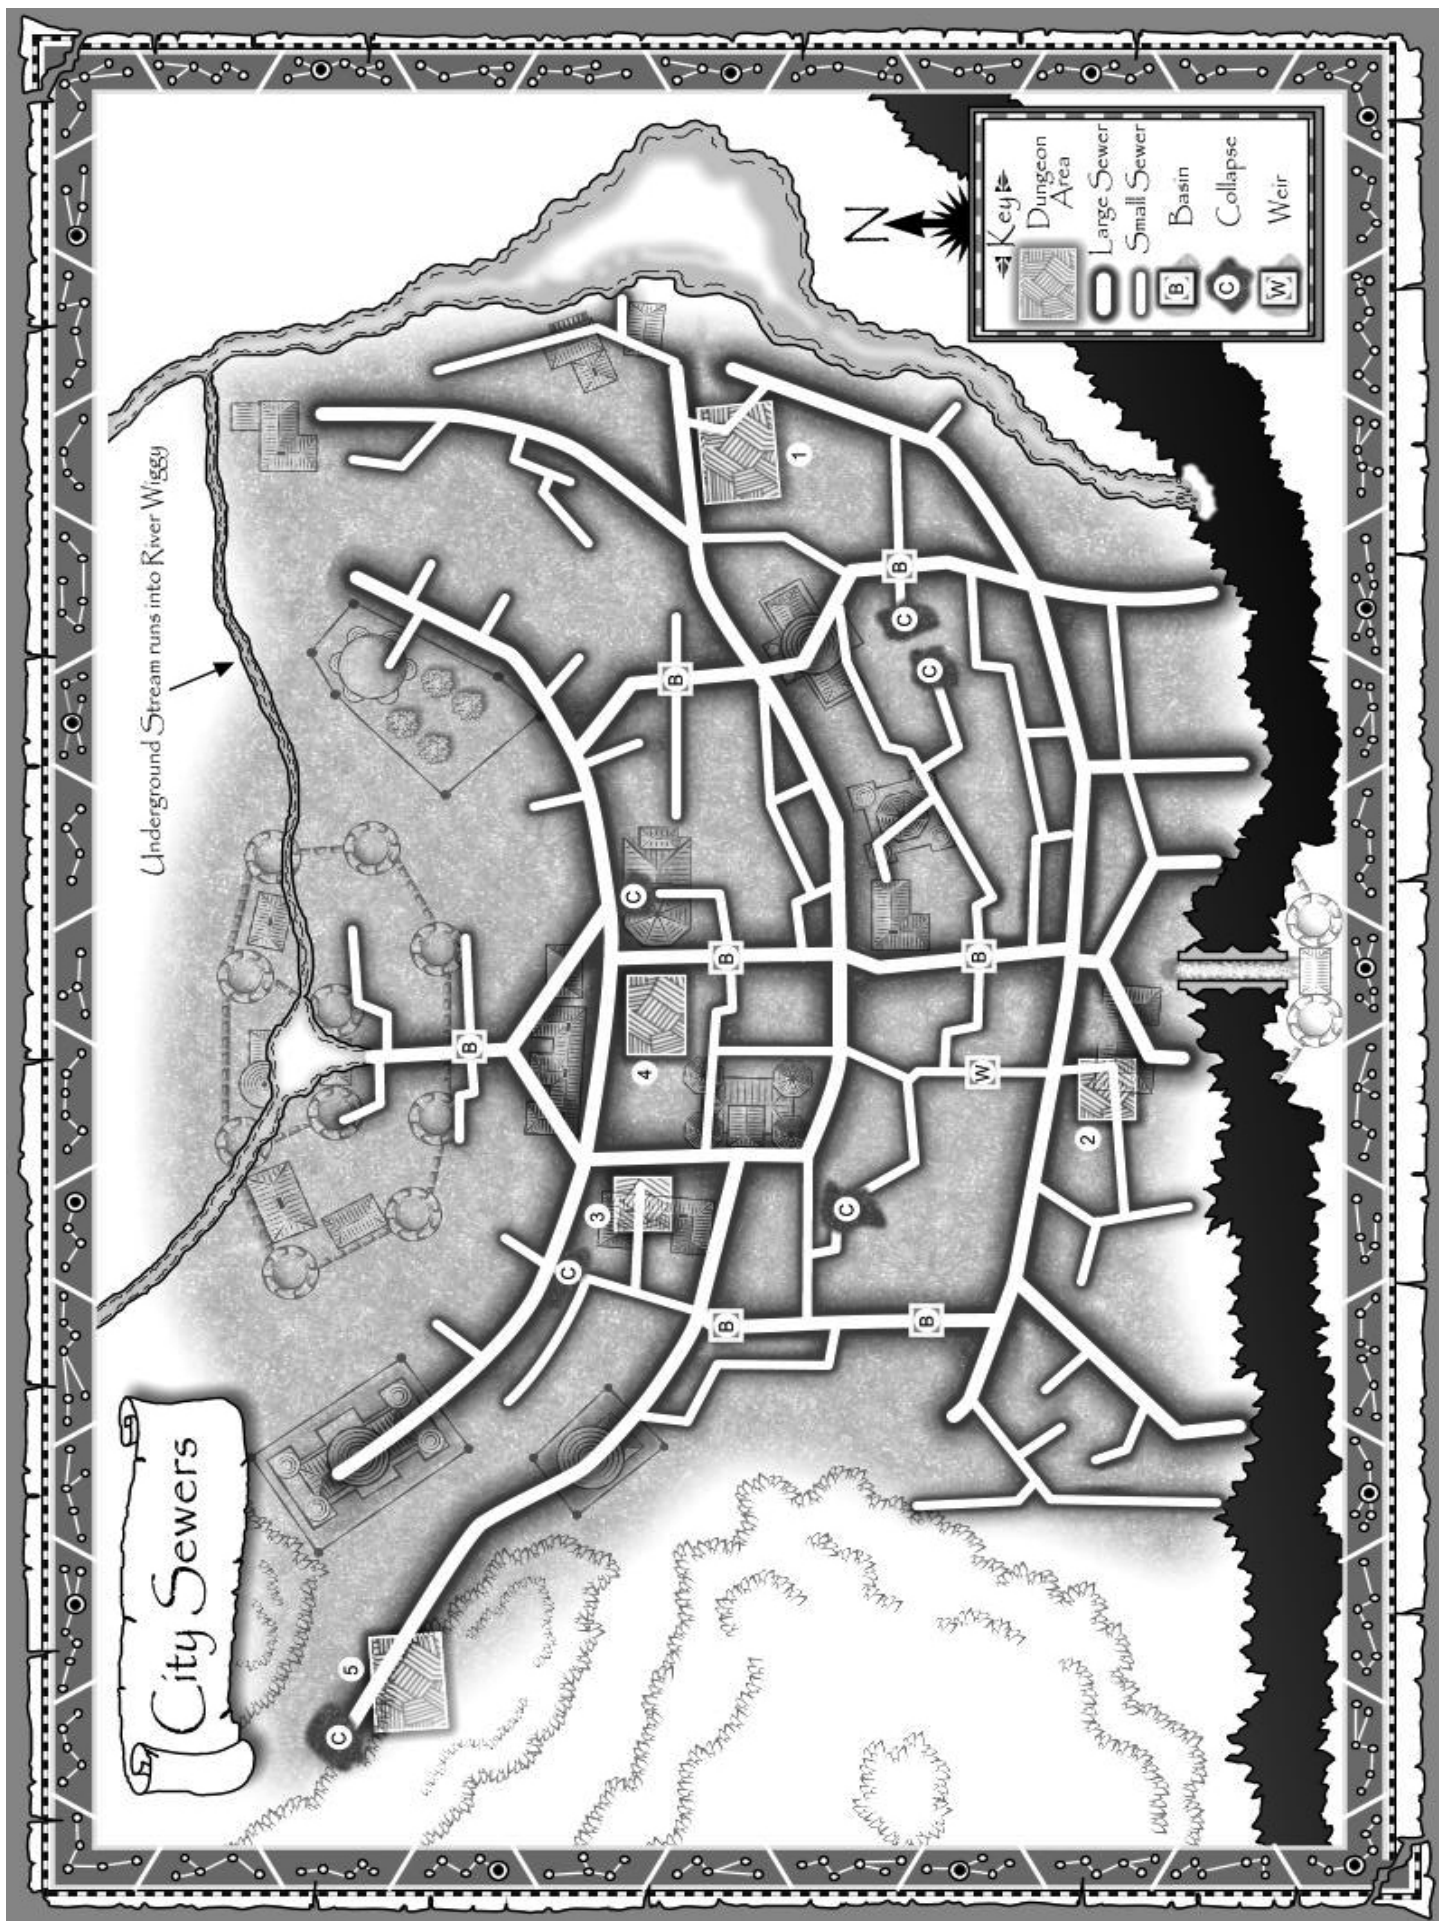 City Sewers
Underground Stream runs into River Wiggy
C
5
B
C
3
C
4
B
B
B
1
C
B
C
B
C
B
W
2
N
Key
Dungeon
Area
Large Sewer
Small Sewer
B Basin
C Collapse
W Weir